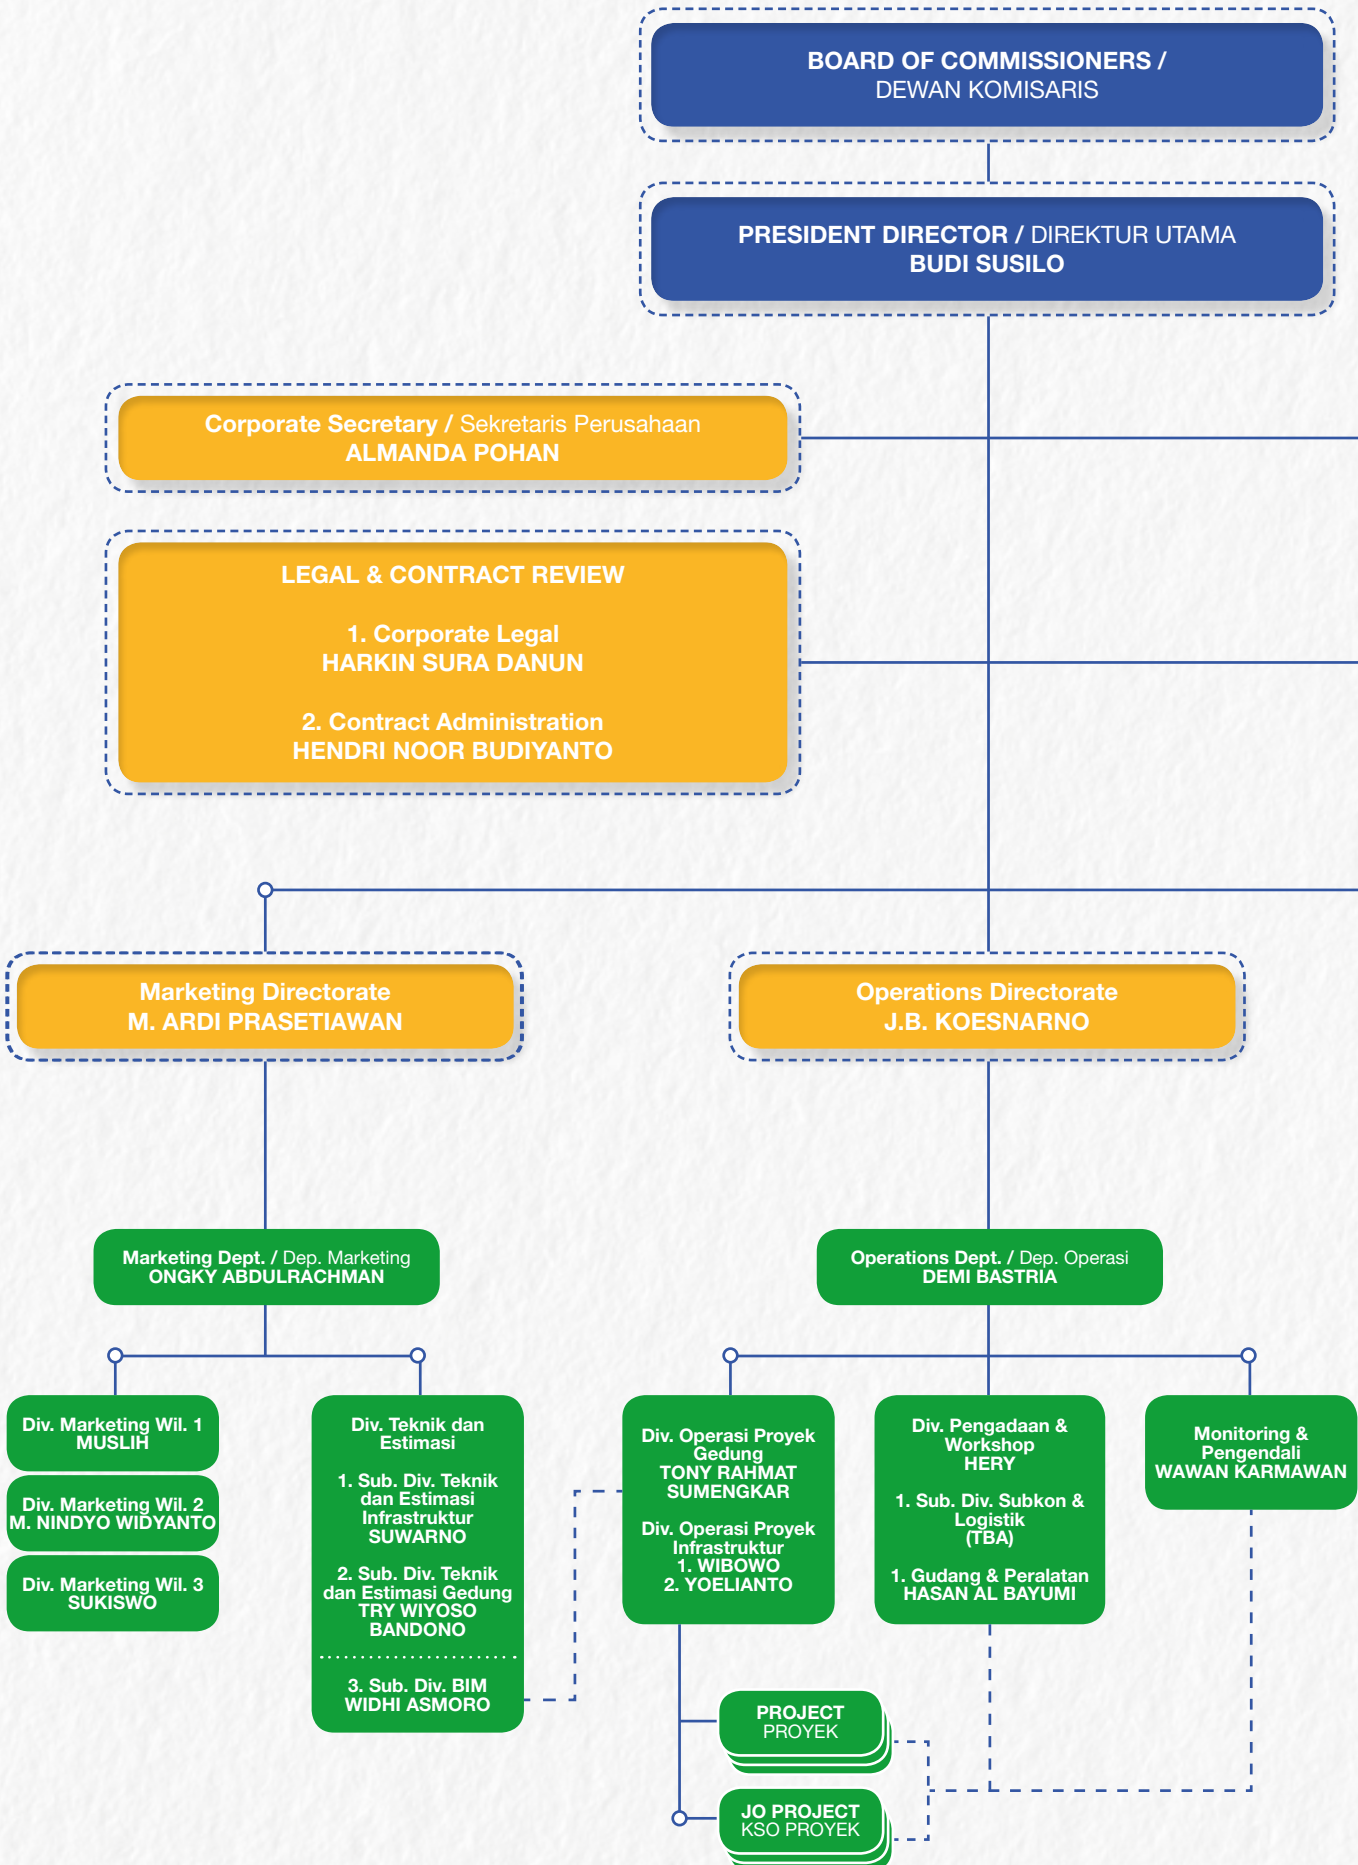 BOARD OF COMMISSIONERS /
DEWAN KOMISARIS
PRESIDENT DIRECTOR / DIREKTUR UTAMA
BUDI SUSILO
Corporate Secretary / Sekretaris Perusahaan
ALMANDA POHAN
LEGAL & CONTRACT REVIEW
1. Corporate Legal
HARKIN SURA DANUN
2. Contract Administration
HENDRI NOOR BUDIYANTO
Marketing Directorate
M. ARDI PRASETIAWAN
Operations Directorate
J.B. KOESNARNO
Marketing Dept. / Dep. Marketing
ONGKY ABDULRACHMAN
Operations Dept. / Dep. Operasi
DEMI BASTRIA
Div. Marketing Wil. 1
MUSLIH
Div. Marketing Wil. 2
M. NINDYO WIDYANTO
Div. Marketing Wil. 3
SUKISWO
Div. Teknik dan
Estimasi
1. Sub. Div. Teknik
dan Estimasi
Infrastruktur
SUWARNO
2. Sub. Div. Teknik
dan Estimasi Gedung
TRY WIYOSO
BANDONO
3. Sub. Div. BIM
WIDHI ASMORO
Div. Operasi Proyek
Gedung
TONY RAHMAT
SUMENGKAR
Div. Operasi Proyek
Infrastruktur
1. WIBOWO
2. YOELIANTO
Div. Pengadaan &
Workshop
HERY
1. Sub. Div. Subkon &
Logistik
(TBA)
1. Gudang & Peralatan
HASAN AL BAYUMI
Monitoring &
Pengendali
WAWAN KARMAWAN
PROJECT
PROYEK
JO PROJECT
KSO PROYEK